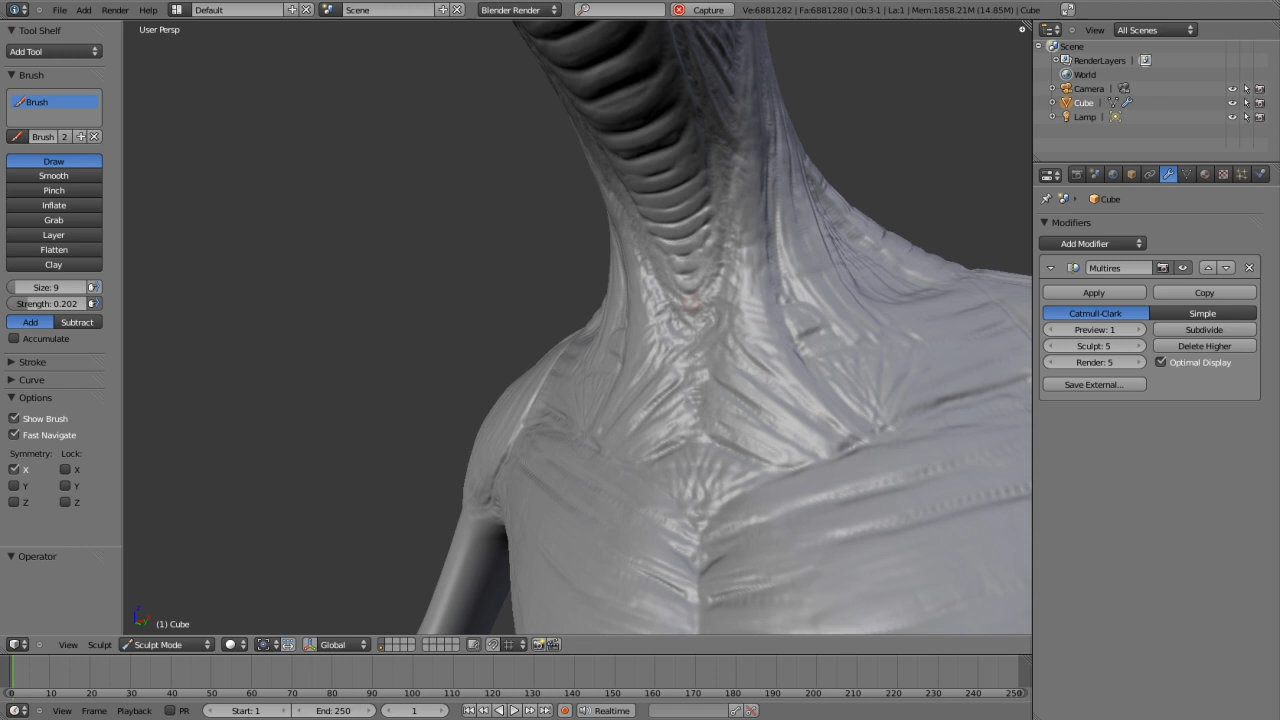 File Add Render Help Default Scene Blender Render Capture Ve:6881282 | Fa:6881280 | Ob:3-1 | La:1 | Mem:1858.21M (14.85M) | Cube
Tool Shelf
Add Tool
Brush
Brush
Brush 2
Draw
Smooth
Pinch
Inflate
Grab
Layer
Flatten
Clay
Size: 9
Strength: 0.202
Add Subtract
Accumulate
Stroke
Curve
Options
Show Brush
Fast Navigate
Symmetry: Lock:
X X
Y Y
Z Z
Operator
User Persp
(1) Cube
View All Scenes
Scene
RenderLayers
World
Camera
Cube
Lamp
Cube
Modifiers
Add Modifier
Multires
Apply Copy
Catmull-Clark Simple
Preview: 1 Subdivide
Sculpt: 5 Delete Higher
Render: 5 Optimal Display
Save External...
View Sculpt Sculpt Mode Global
0 10 20 30 40 50 60 70 80 90 100 110 120 130 140 150 160 170 180 190 200 210 220 230 240 250
View Frame Playback PR Start: 1 End: 250 1 Realtime